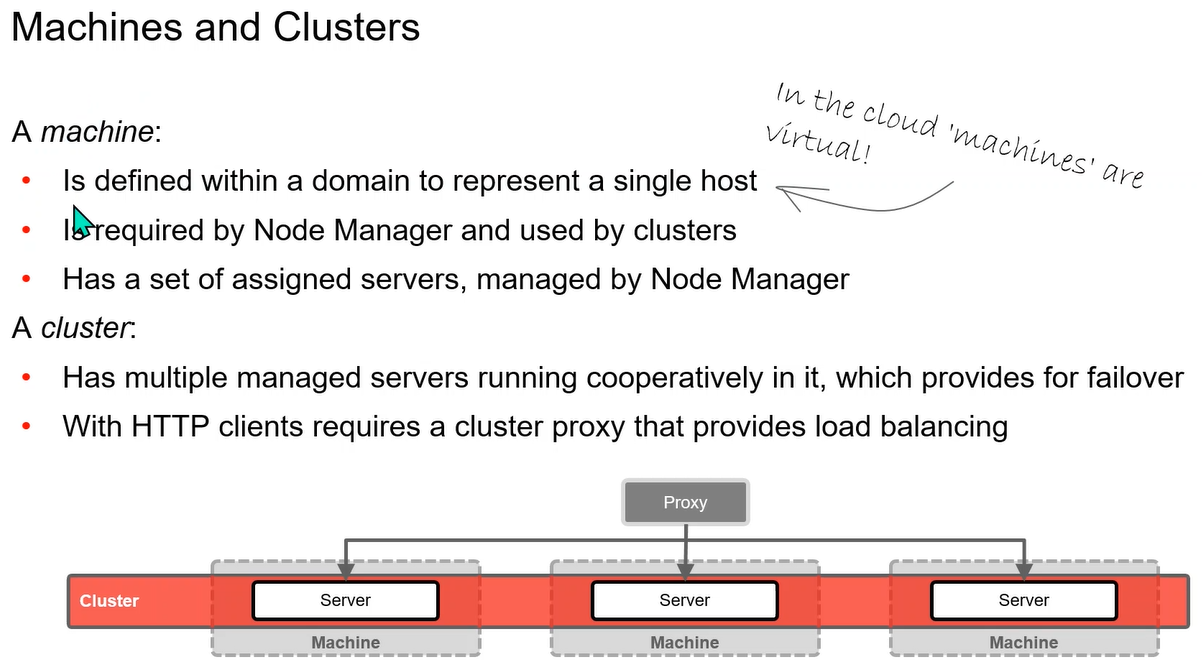 Machines and Clusters
In the cloud 'machines' are
virtual!
A machine:
• Is defined within a domain to represent a single host
• Is required by Node Manager and used by clusters
• Has a set of assigned servers, managed by Node Manager
A cluster:
• Has multiple managed servers running cooperatively in it, which provides for failover
• With HTTP clients requires a cluster proxy that provides load balancing
Proxy
Cluster
Server
Server
Server
Machine
Machine
Machine